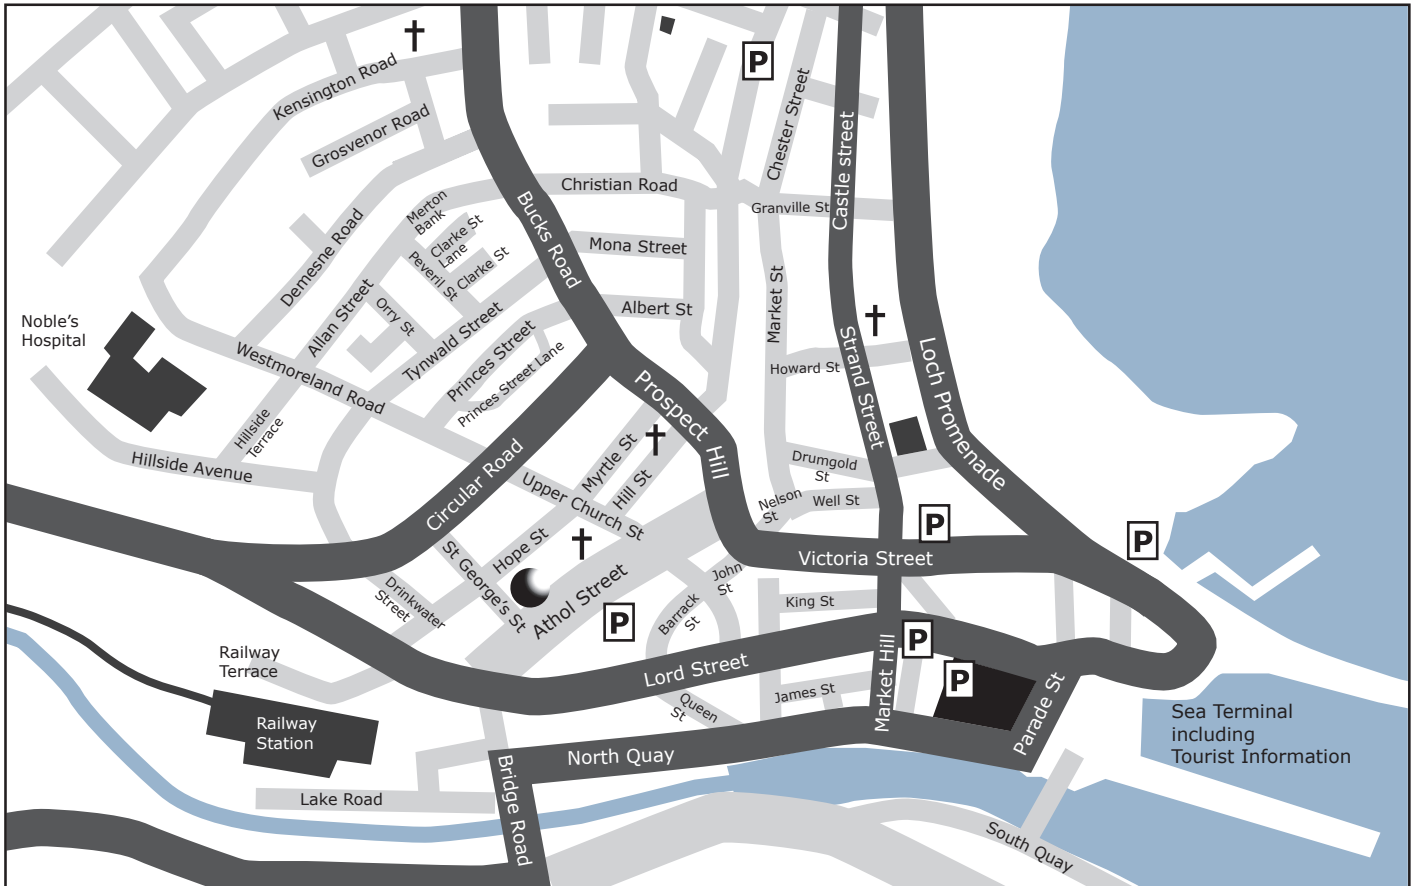 P
Kensington Road
Grosvenor Road
Chester Street
Castle street
Christian Road
Granville St
Merton
Bank
Clarke St
Lane
Peveril St
Clarke St
Bucks Road
Mona Street
Demesne Road
Allan Street
Orry St
Albert St
Market St
Tynwald Street
Noble's
Hospital
Westmoreland Road
Princes Street
Princes Street Lane
Howard St
Strand Street
Loch Promenade
Prospect Hill
Hillside
Terrace
Hillside Avenue
Circular Road
Myrtle St
Hill St
Upper Church St
Drumgold
St
Nelson
St
Well St
P
P
Victoria Street
Hope St
St George's St
Athol Street
Drinkwater
Street
John
St
Barrack
St
King St
P
P
P
Railway
Terrace
Lord Street
Market Hill
James St
Queen
St
Parade St
Railway
Station
North Quay
Bridge Road
Lake Road
South Quay
Sea Terminal
including
Tourist Information